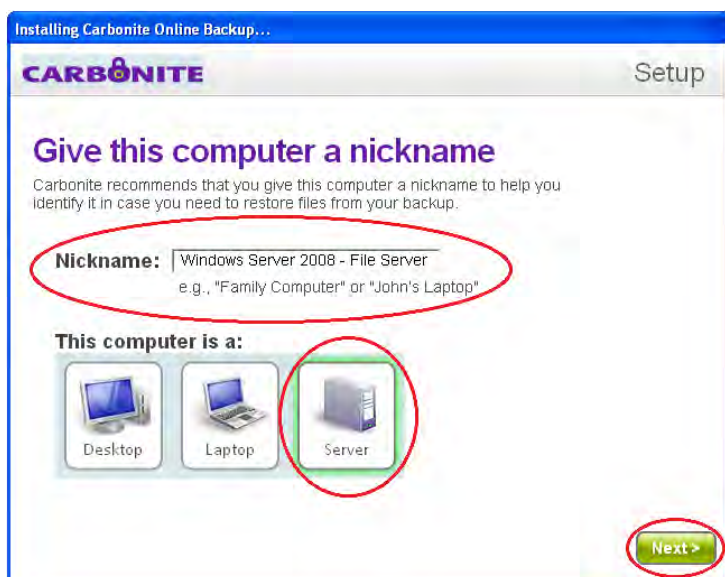 Installing Carbonite Online Backup...
CARBONITE
Setup
Give this computer a nickname
Carbonite recommends that you give this computer a nickname to help you
identify it in case you need to restore files from your backup.
Nickname: Windows Server 2008 - File Server
e.g., "Family Computer" or "John's Laptop"
This computer is a:
Desktop Laptop Server
Next >